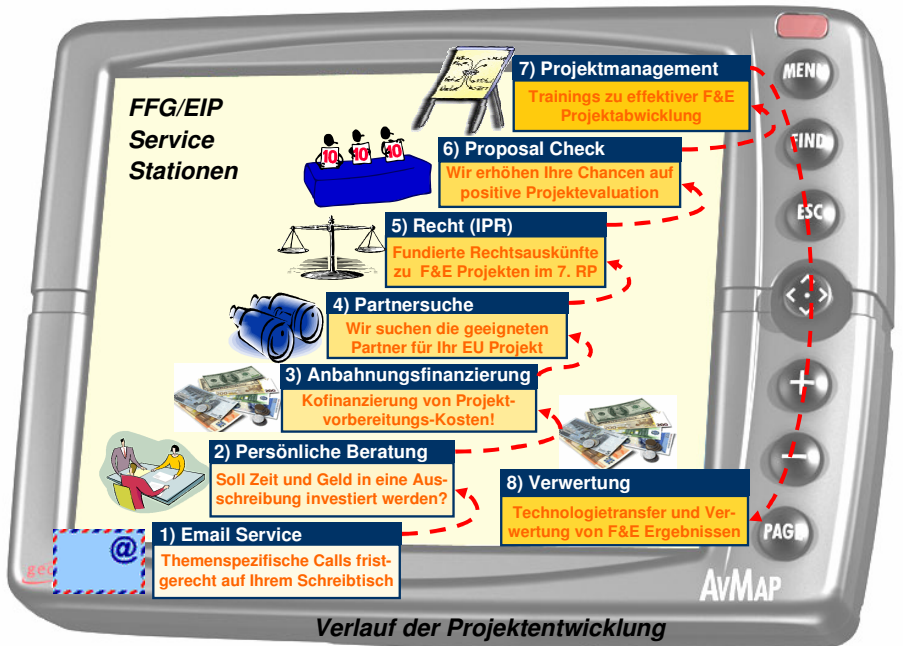 FFG/EIP
Service
Stationen
7) Projektmanagement
Trainings zu effektiver F&E
Projektabwicklung
6) Proposal Check
Wir erhöhen Ihre Chancen auf
positive Projektevaluation
5) Recht (IPR)
Fundierte Rechtsauskünfte
zu F&E Projekten im 7. RP
4) Partnersuche
Wir suchen die geeigneten
Partner für Ihr EU Projekt
3) Anbahnungsfinanzierung
Kofinanzierung von Projekt-
vorbereitungs-Kosten!
2) Persönliche Beratung
Soll Zeit und Geld in eine Aus-
schreibung investiert werden?
1) Email Service
Themenspezifische Calls frist-
gerecht auf Ihrem Schreibtisch
8) Verwertung
Technologietransfer und Ver-
wertung von F&E Ergebnissen
10 10 10
@
MENU
FIND
ESC
+
−
PAGE
AvMap
Verlauf der Projektentwicklung